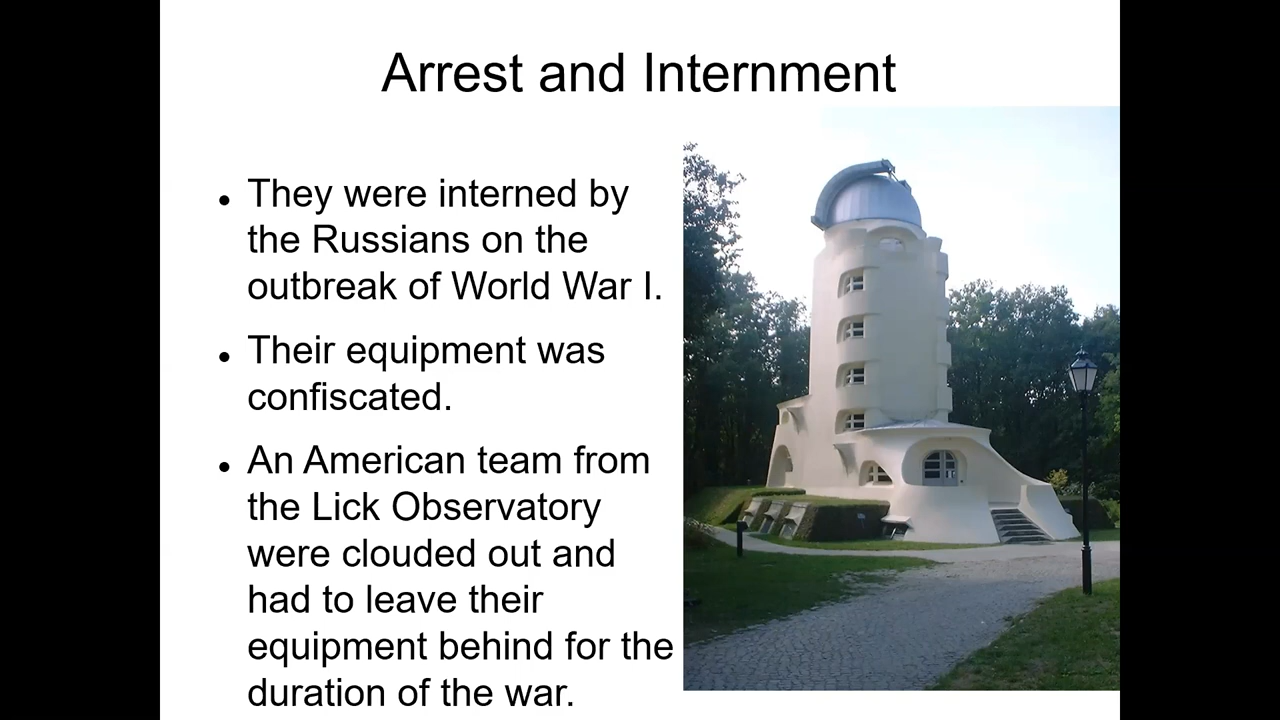 Arrest and Internment
They were interned by
the Russians on the
outbreak of World War I.
Their equipment was
confiscated.
An American team from
the Lick Observatory
were clouded out and
had to leave their
equipment behind for the
duration of the war.